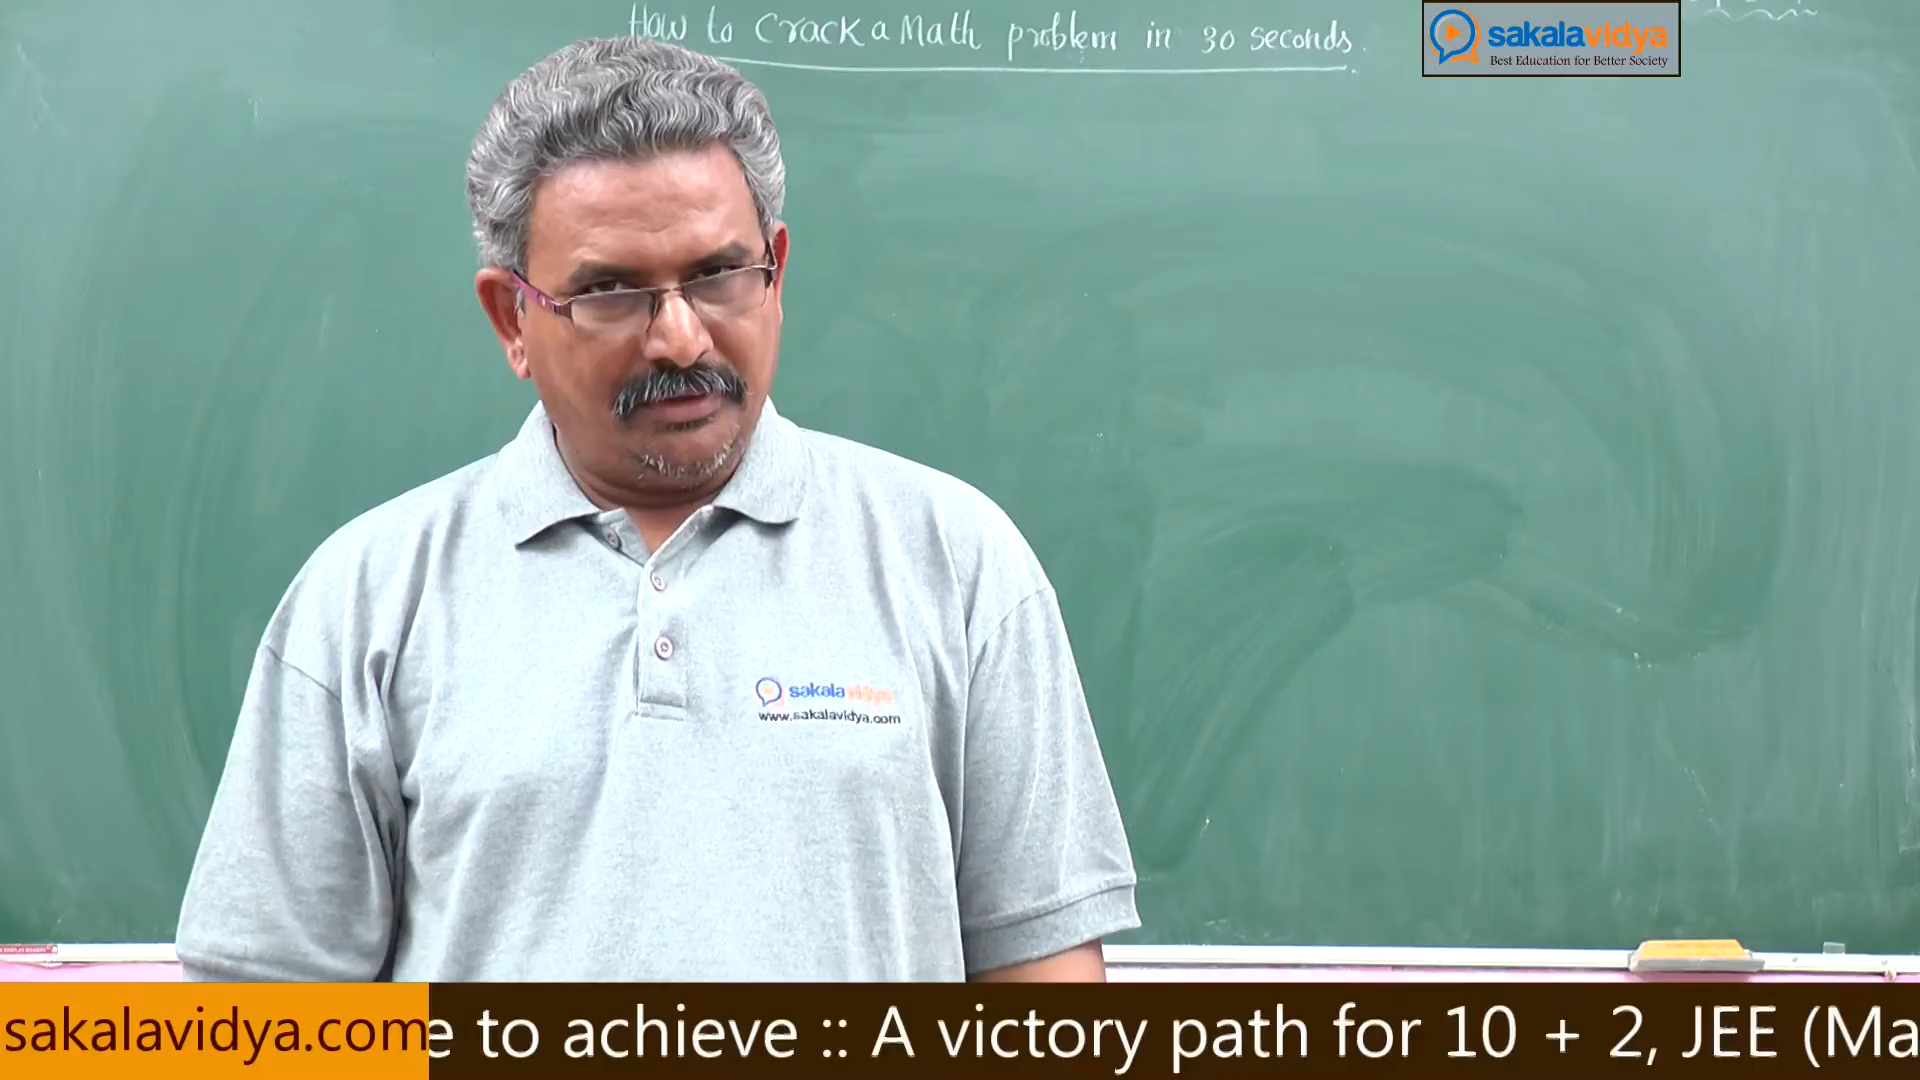 How to crack a Math problem in 30 seconds.
sakalavidya
Best Education for Better Society
sakalavidya
www.sakalavidya.com
sakalavidya.com e to achieve :: A victory path for 10 + 2, JEE (Ma